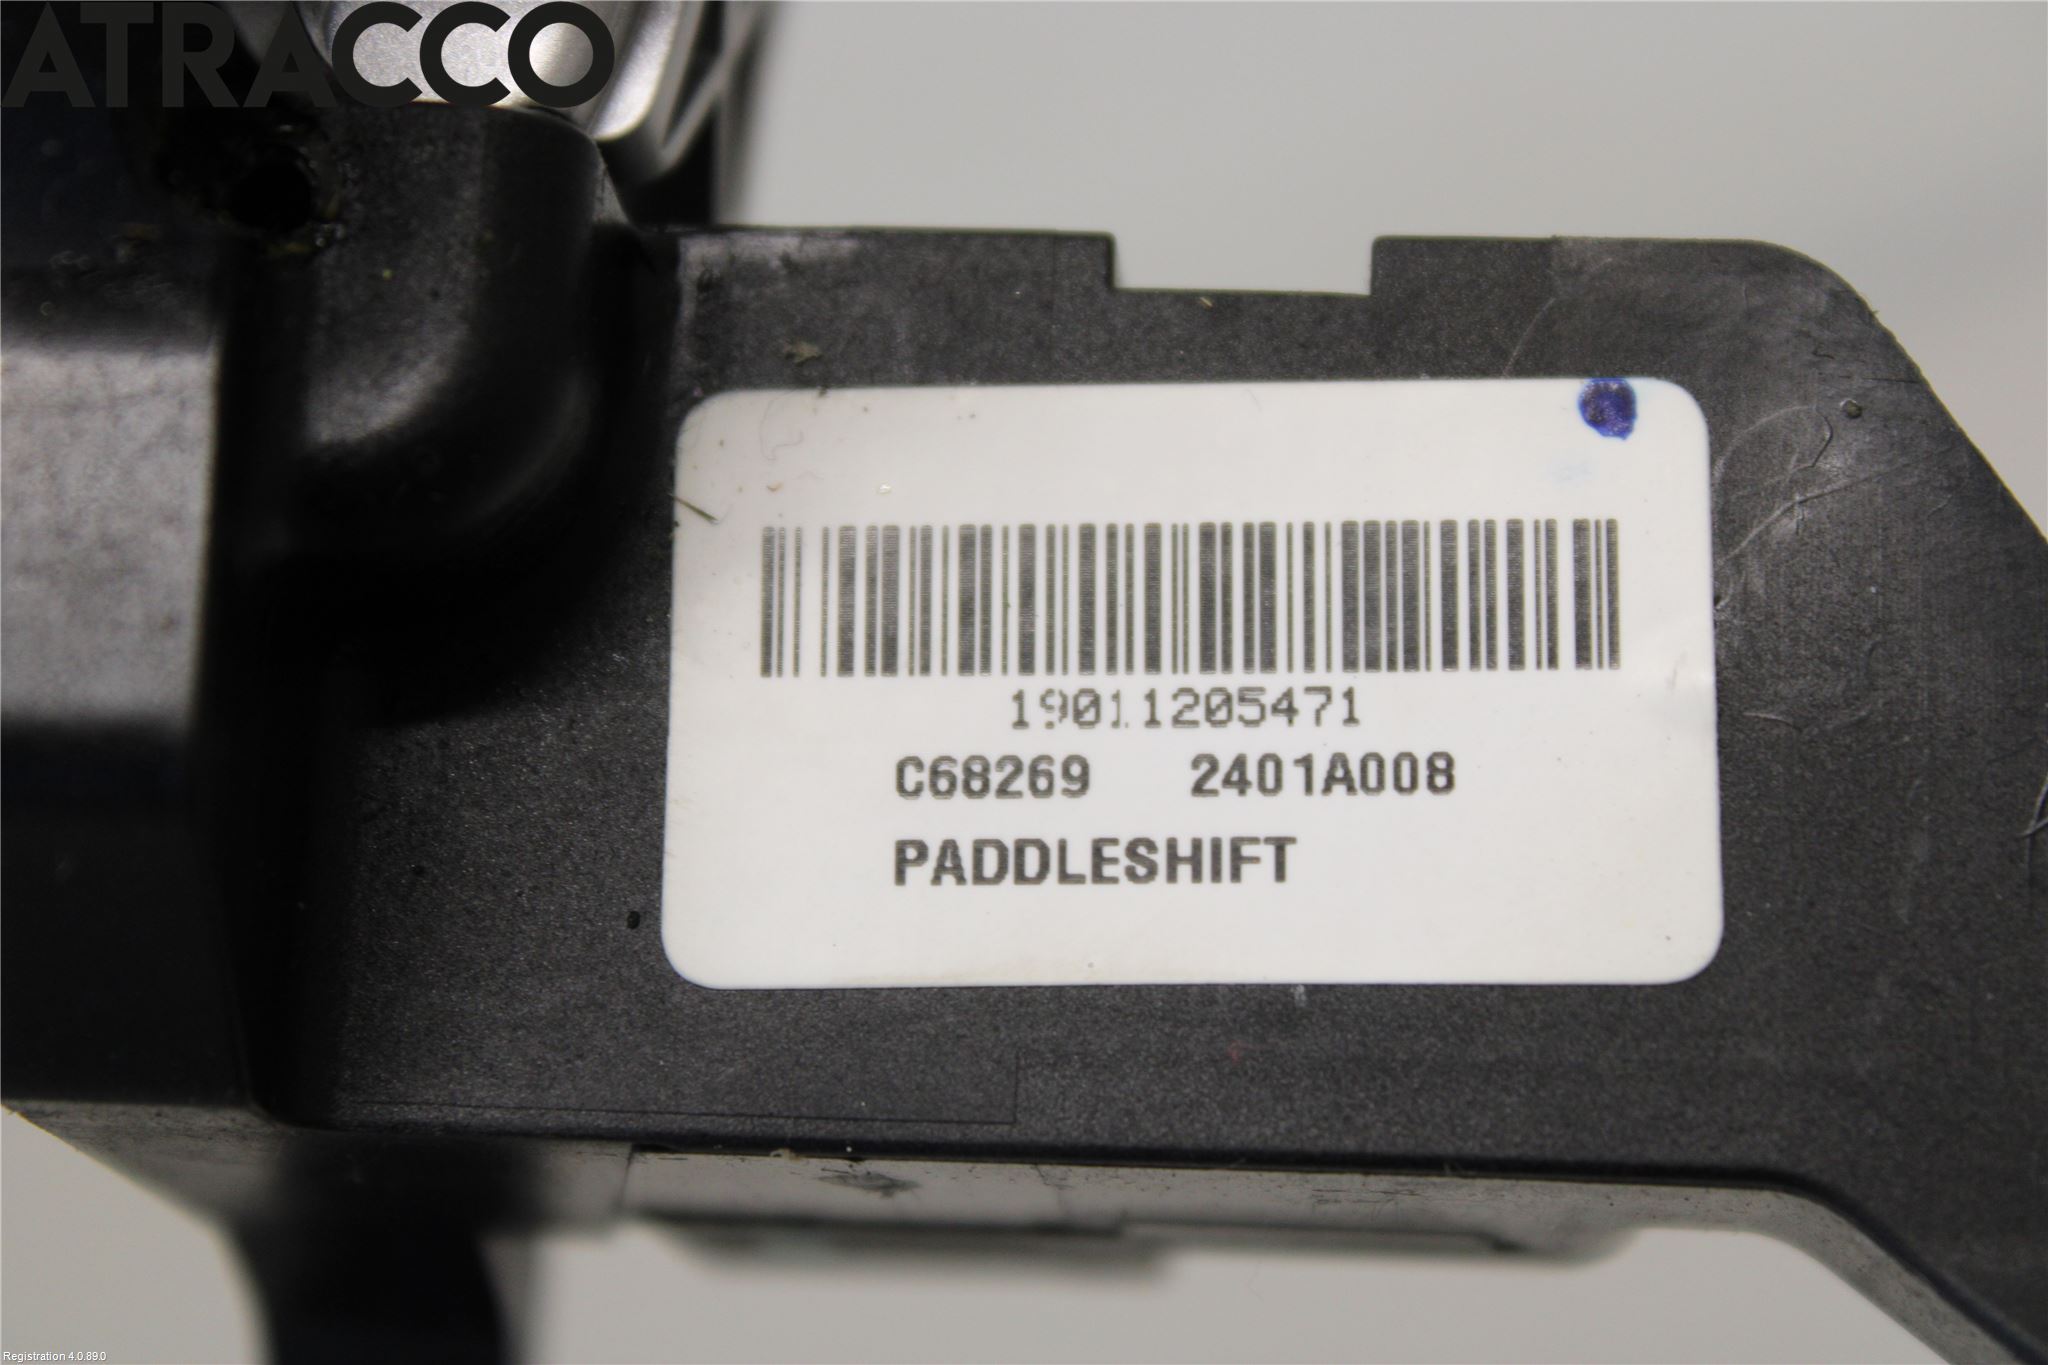 ATRACCO
19011205471
C68269 2401A008
PADDLESHIFT
Registration 4.0.89.0